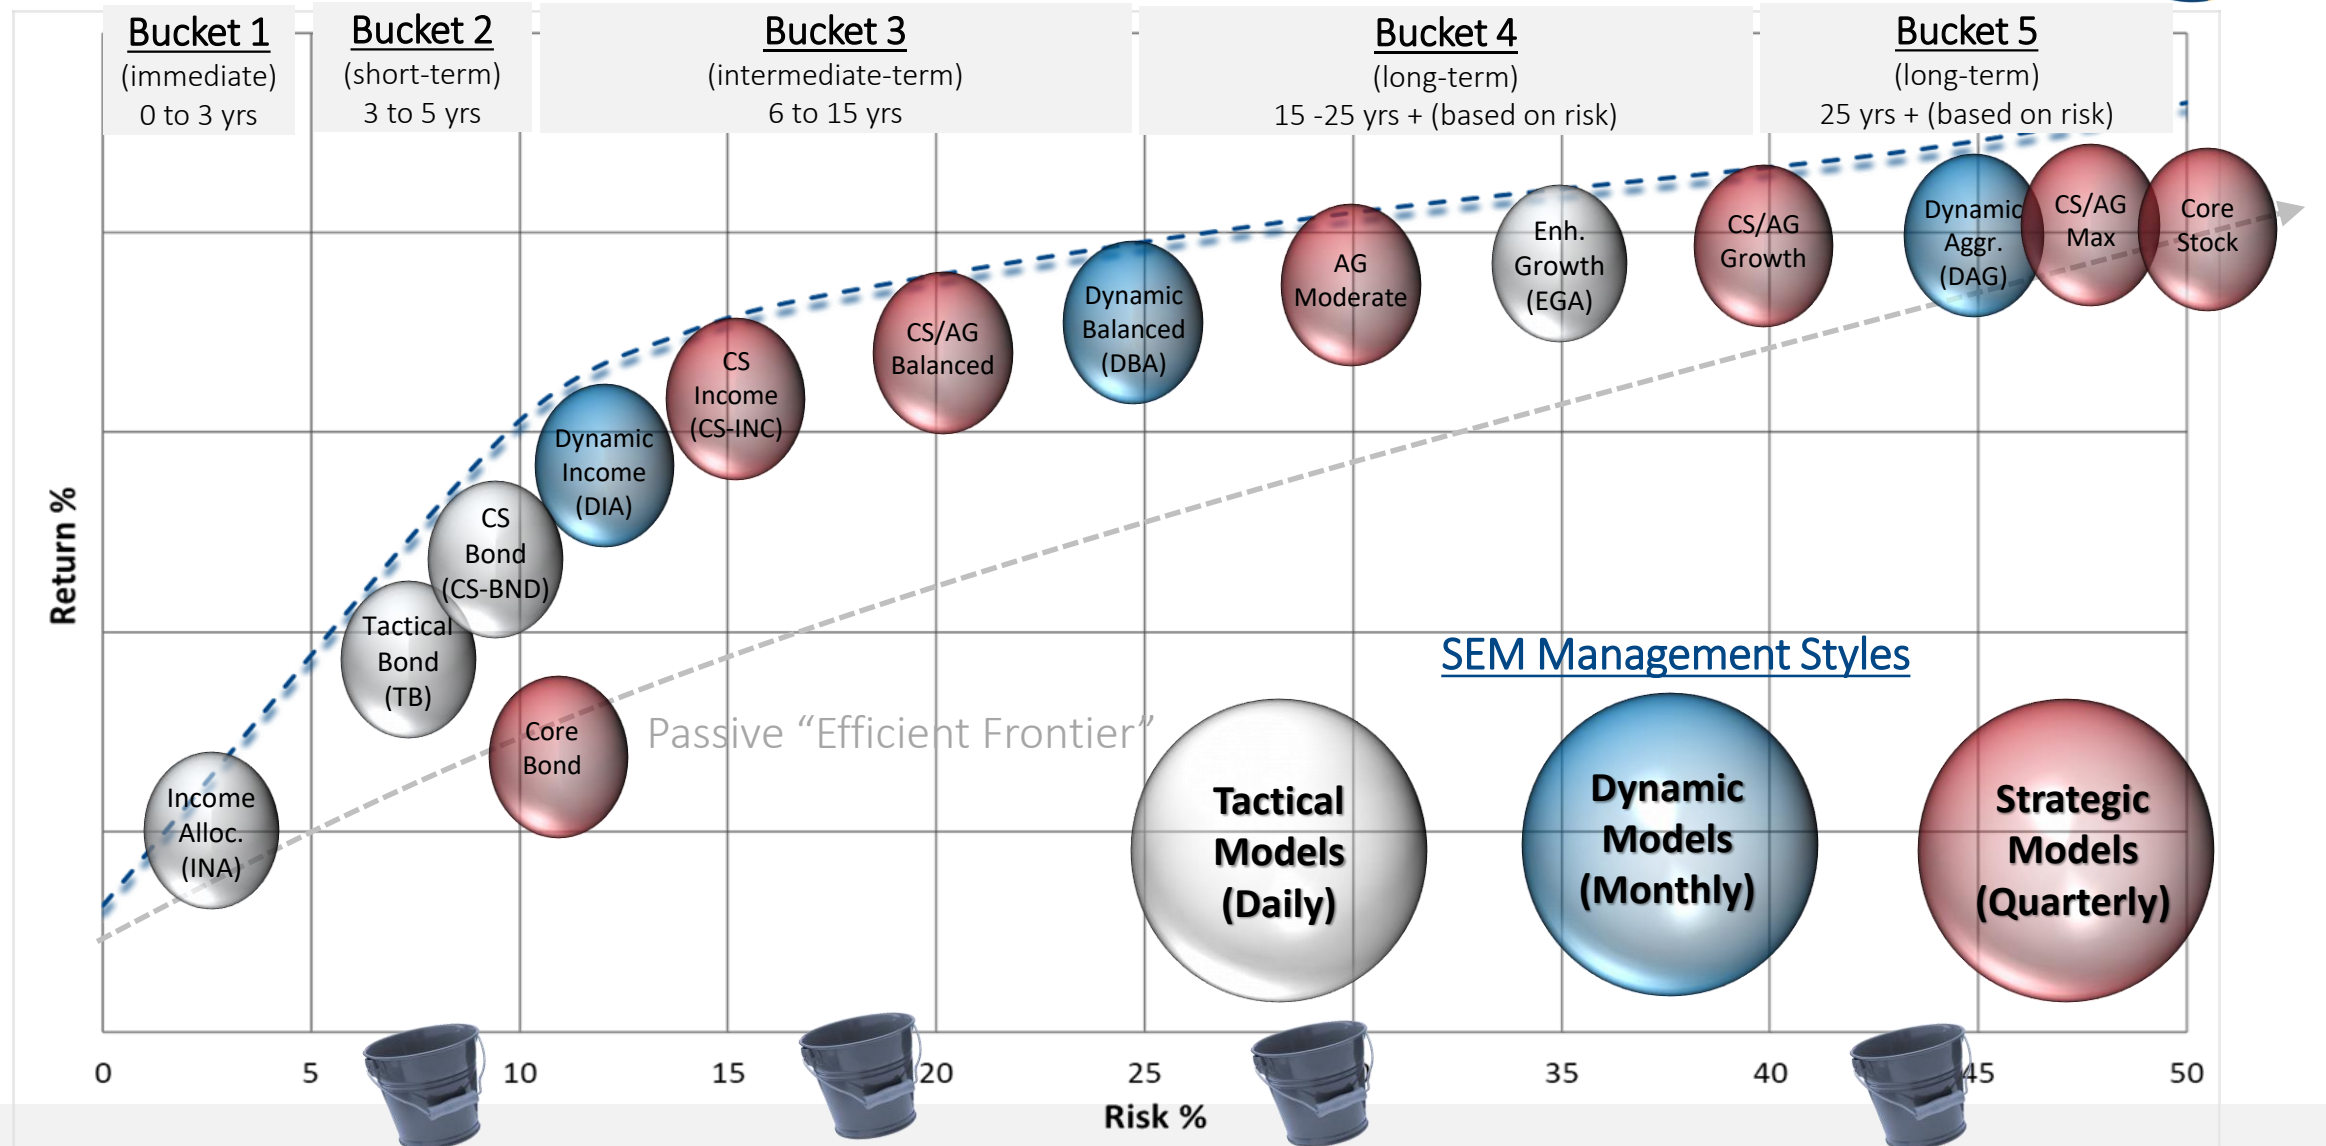 Bucket 1
(immediate)
0 to 3 yrs
Bucket 2
(short-term)
3 to 5 yrs
Bucket 3
(intermediate-term)
6 to 15 yrs
Bucket 4
(long-term)
15 -25 yrs + (based on risk)
Bucket 5
(long-term)
25 yrs + (based on risk)
Return %
Income
Alloc.
(INA)
Tactical
Bond
(TB)
CS
Bond
(CS-BND)
Core
Bond
Dynamic
Income
(DIA)
CS
Income
(CS-INC)
CS/AG
Balanced
Dynamic
Balanced
(DBA)
AG
Moderate
Enh.
Growth
(EGA)
CS/AG
Growth
Dynamic
Aggr.
(DAG)
CS/AG
Max
Core
Stock
Passive “Efficient Frontier”
SEM Management Styles
Tactical
Models
(Daily)
Dynamic
Models
(Monthly)
Strategic
Models
(Quarterly)
0 5 10 15 20 25 0 35 40 45 50
Risk %